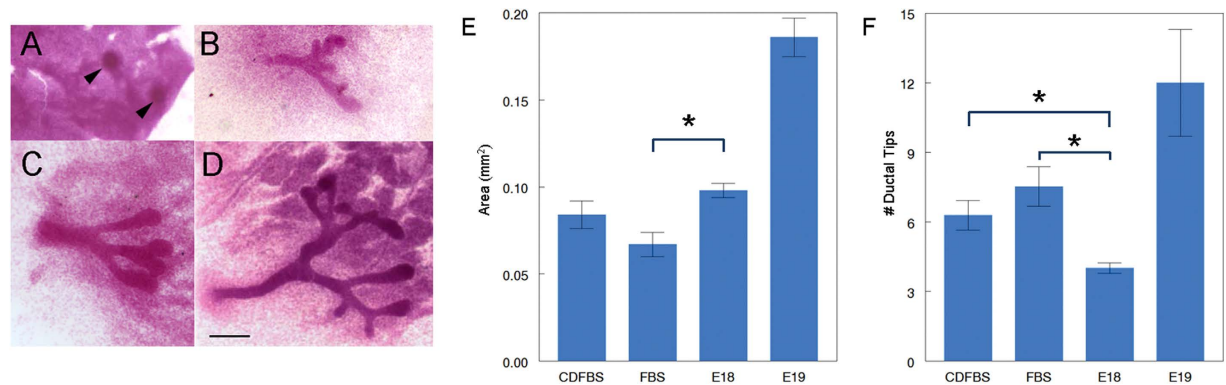 A
B
C
D
E
Area (mm²)
0.20
0.15
0.10
0.05
0.00
*
CDFBS FBS E18 E19
F
# Ductal Tips
15
12
9
6
3
0
*
*
CDFBS FBS E18 E19